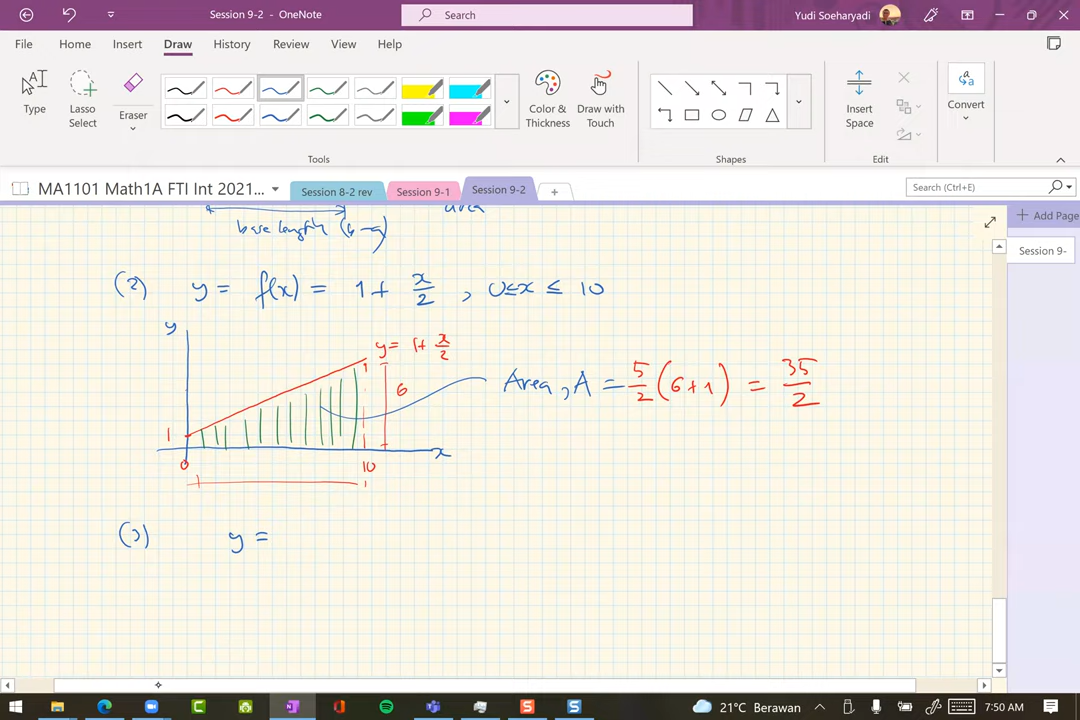 Session 9-2 - OneNote
Search
Yudi Soeharyadi
File Home Insert Draw History Review View Help
Type
Lasso Select
Eraser
Color & Thickness
Draw with Touch
Insert Space
Convert
Tools
Shapes
Edit
MA1101 Math1A FTI Int 2021...
Session 8-2 rev
Session 9-1
Session 9-2
Search (Ctrl+E)
Add Page
Session 9-
area
base length (b-a)
(2) y = f(x) = 1 + x/2 , 0≤x ≤ 10
y
y = 1+ x/2
Area, A = 5/2 (6+1) = 35/2
6
1
x
0
10
(3) y =
21°C Berawan
7:50 AM